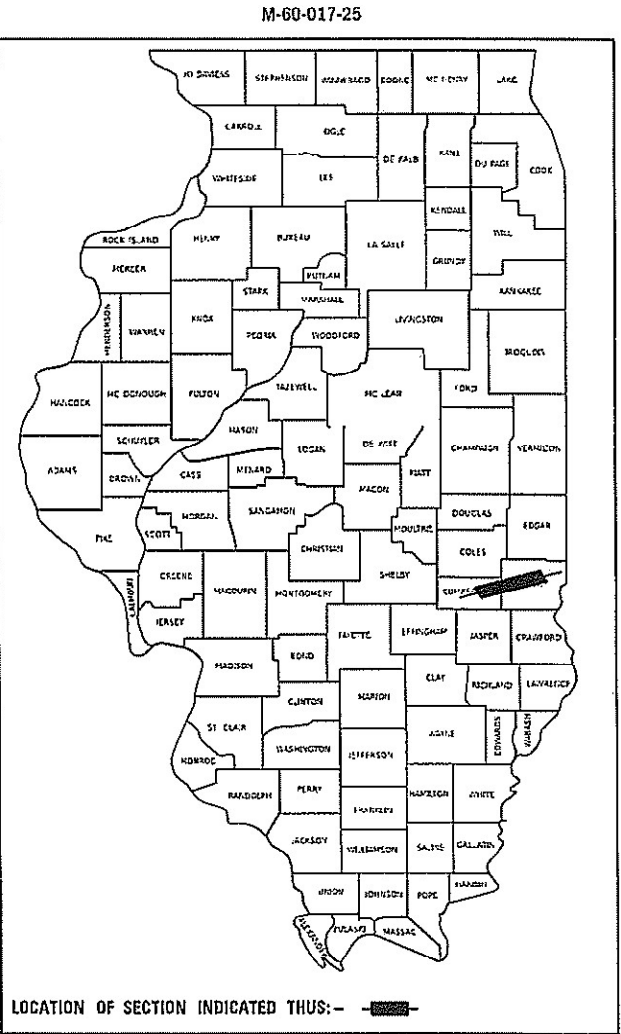 M-60-017-25
JO DAVIESS STEPHENSON WINNEBAGO BOONE MC HENRY LAKE
CARROLL OGLE DE KALB KANE DU PAGE COOK
WHITESIDE LEE
KENDALL WILL
ROCK ISLAND HENRY BUREAU LA SALLE GRUNDY
MERCER PUTNAM
STARK MARSHALL KANKAKEE
HENDERSON WARREN KNOX PEORIA WOODFORD LIVINGSTON IROQUOIS
HANCOCK MC DONOUGH FULTON TAZEWELL MC LEAN FORD
SCHUYLER MASON LOGAN DE WITT CHAMPAIGN VERMILION
ADAMS BROWN CASS MENARD MACON PIATT
PIKE SCOTT MORGAN SANGAMON CHRISTIAN MOULTRIE DOUGLAS EDGAR
COLES
CALHOUN GREENE MACOUPIN MONTGOMERY SHELBY
JERSEY FAYETTE EFFINGHAM JASPER CRAWFORD
MADISON BOND
CLINTON MARION CLAY RICHLAND LAWRENCE
ST CLAIR WAYNE EDWARDS WABASH
MONROE WASHINGTON JEFFERSON
RANDOLPH PERRY FRANKLIN HAMILTON WHITE
JACKSON WILLIAMSON SALINE GALLATIN
UNION JOHNSON POPE HARDIN
ALEXANDER PULASKI MASSAC
LOCATION OF SECTION INDICATED THUS:-